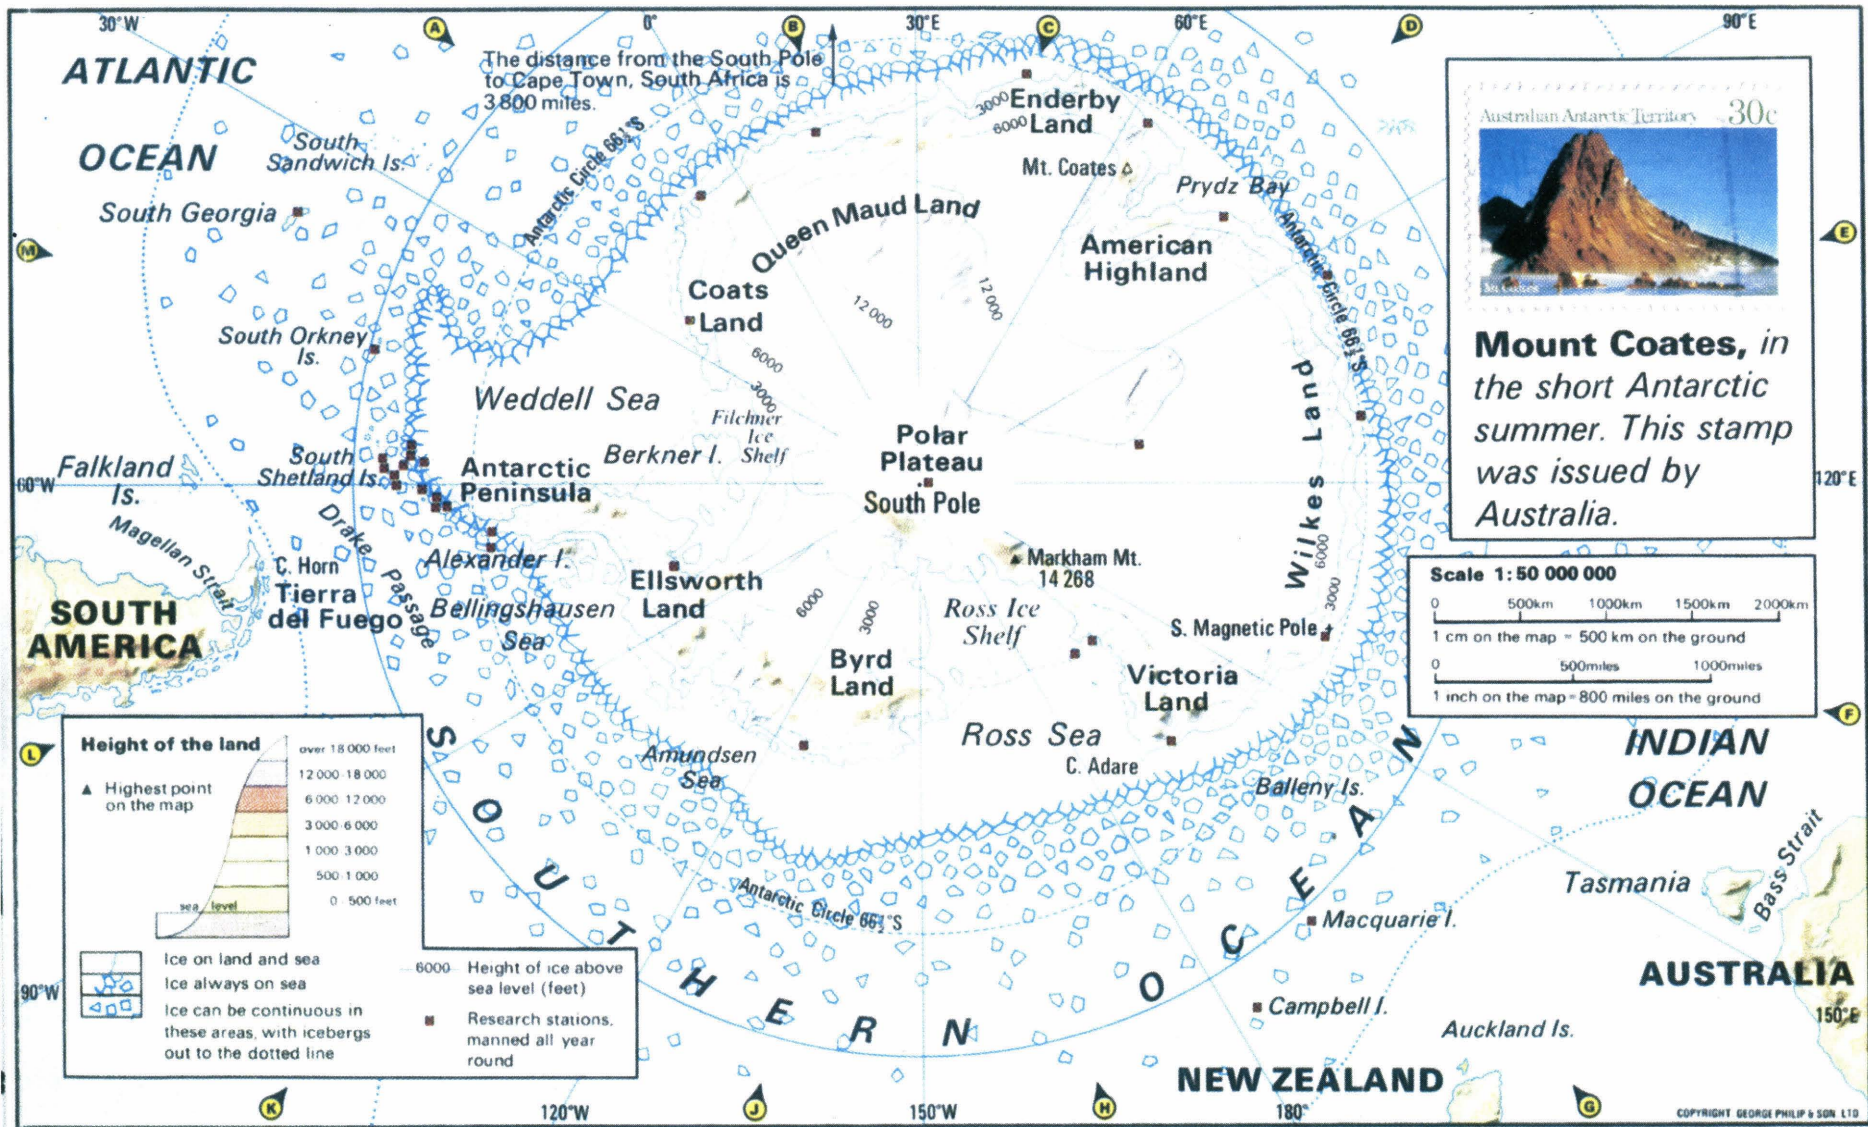 30°W
A
0°
B
30°E
C
60°E
D
90°E
ATLANTIC
OCEAN
The distance from the South Pole
to Cape Town, South Africa is
3 800 miles.
South
Sandwich Is.
South Georgia
Antarctic Circle 66½°S
3000
6000
Enderby
Land
Mt. Coates
Prydz Bay
Antarctic Circle 66½°S
Queen Maud Land
American
Highland
Coats
Land
12 000
12 000
6000
3000
M
E
Australian Antarctic Territory 30c
Mt Coates
Mount Coates, in
the short Antarctic
summer. This stamp
was issued by
Australia.
South Orkney
Is.
Weddell Sea
Filchner
Ice
Shelf
Berkner I.
Polar
Plateau
South Pole
Wilkes Land
Falkland
Is.
60°W
South
Shetland Is.
Antarctic
Peninsula
120°E
Magellan Strait
Drake Passage
C. Horn
Tierra
del Fuego
Alexander I.
Bellingshausen
Sea
Ellsworth
Land
Markham Mt.
14 268
6000
3000
6000
3000
Ross Ice
Shelf
S. Magnetic Pole
SOUTH
AMERICA
Byrd
Land
Victoria
Land
Scale 1:50 000 000
0 500km 1000km 1500km 2000km
1 cm on the map = 500 km on the ground
0 500miles 1000miles
1 inch on the map = 800 miles on the ground
F
L
Amundsen
Sea
Ross Sea
C. Adare
Balleny Is.
INDIAN
OCEAN
SOUTHERN OCEAN
Antarctic Circle 66½°S
Tasmania
Bass Strait
Macquarie I.
Campbell I.
Auckland Is.
AUSTRALIA
150°E
NEW ZEALAND
90°W
Height of the land
Highest point
on the map
over 18 000 feet
12 000-18 000
6 000 12 000
3 000-6 000
1 000 3 000
500-1 000
0 - 500 feet
sea level
Ice on land and sea
Ice always on sea
Ice can be continuous in
these areas, with icebergs
out to the dotted line
6000 Height of ice above
sea level (feet)
Research stations,
manned all year
round
K
120°W
J
150°W
H
180°
G
COPYRIGHT GEORGE PHILIP & SON LTD